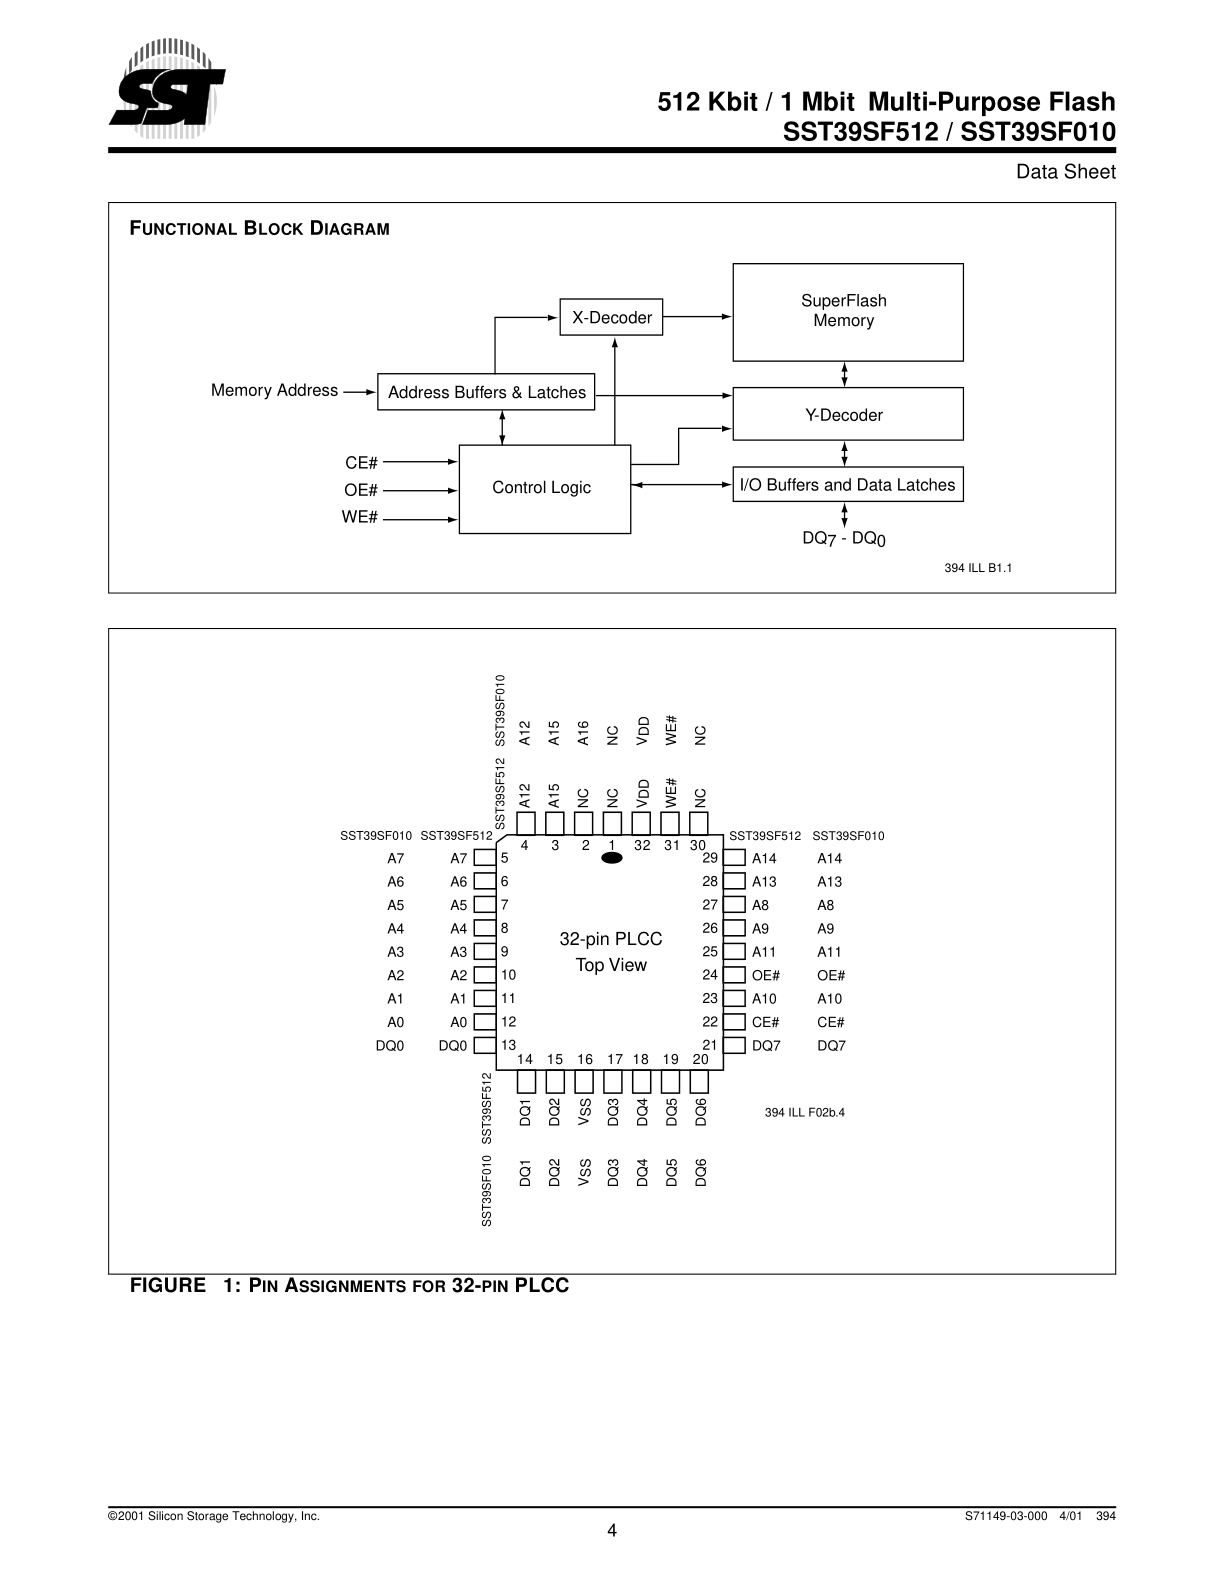 SST
512 Kbit / 1 Mbit Multi-Purpose Flash
SST39SF512 / SST39SF010
Data Sheet
FUNCTIONAL BLOCK DIAGRAM
SuperFlash
Memory
X-Decoder
Memory Address
Address Buffers & Latches
Y-Decoder
CE#
OE#
WE#
Control Logic
I/O Buffers and Data Latches
DQ7 - DQ0
394 ILL B1.1
SST39SF010 A12 A15 A16 NC VDD WE# NC
SST39SF512 A12 A15 NC NC VDD WE# NC
4 3 2 1 32 31 30
SST39SF010 SST39SF512 SST39SF512 SST39SF010
A7 A7 5 29 A14 A14
A6 A6 6 28 A13 A13
A5 A5 7 27 A8 A8
A4 A4 8 26 A9 A9
A3 A3 9 25 A11 A11
A2 A2 10 24 OE# OE#
A1 A1 11 23 A10 A10
A0 A0 12 22 CE# CE#
DQ0 DQ0 13 21 DQ7 DQ7
32-pin PLCC
Top View
14 15 16 17 18 19 20
SST39SF512 DQ1 DQ2 VSS DQ3 DQ4 DQ5 DQ6
SST39SF010 DQ1 DQ2 VSS DQ3 DQ4 DQ5 DQ6
394 ILL F02b.4
FIGURE 1: PIN ASSIGNMENTS FOR 32-PIN PLCC
©2001 Silicon Storage Technology, Inc.
S71149-03-000 4/01 394
4